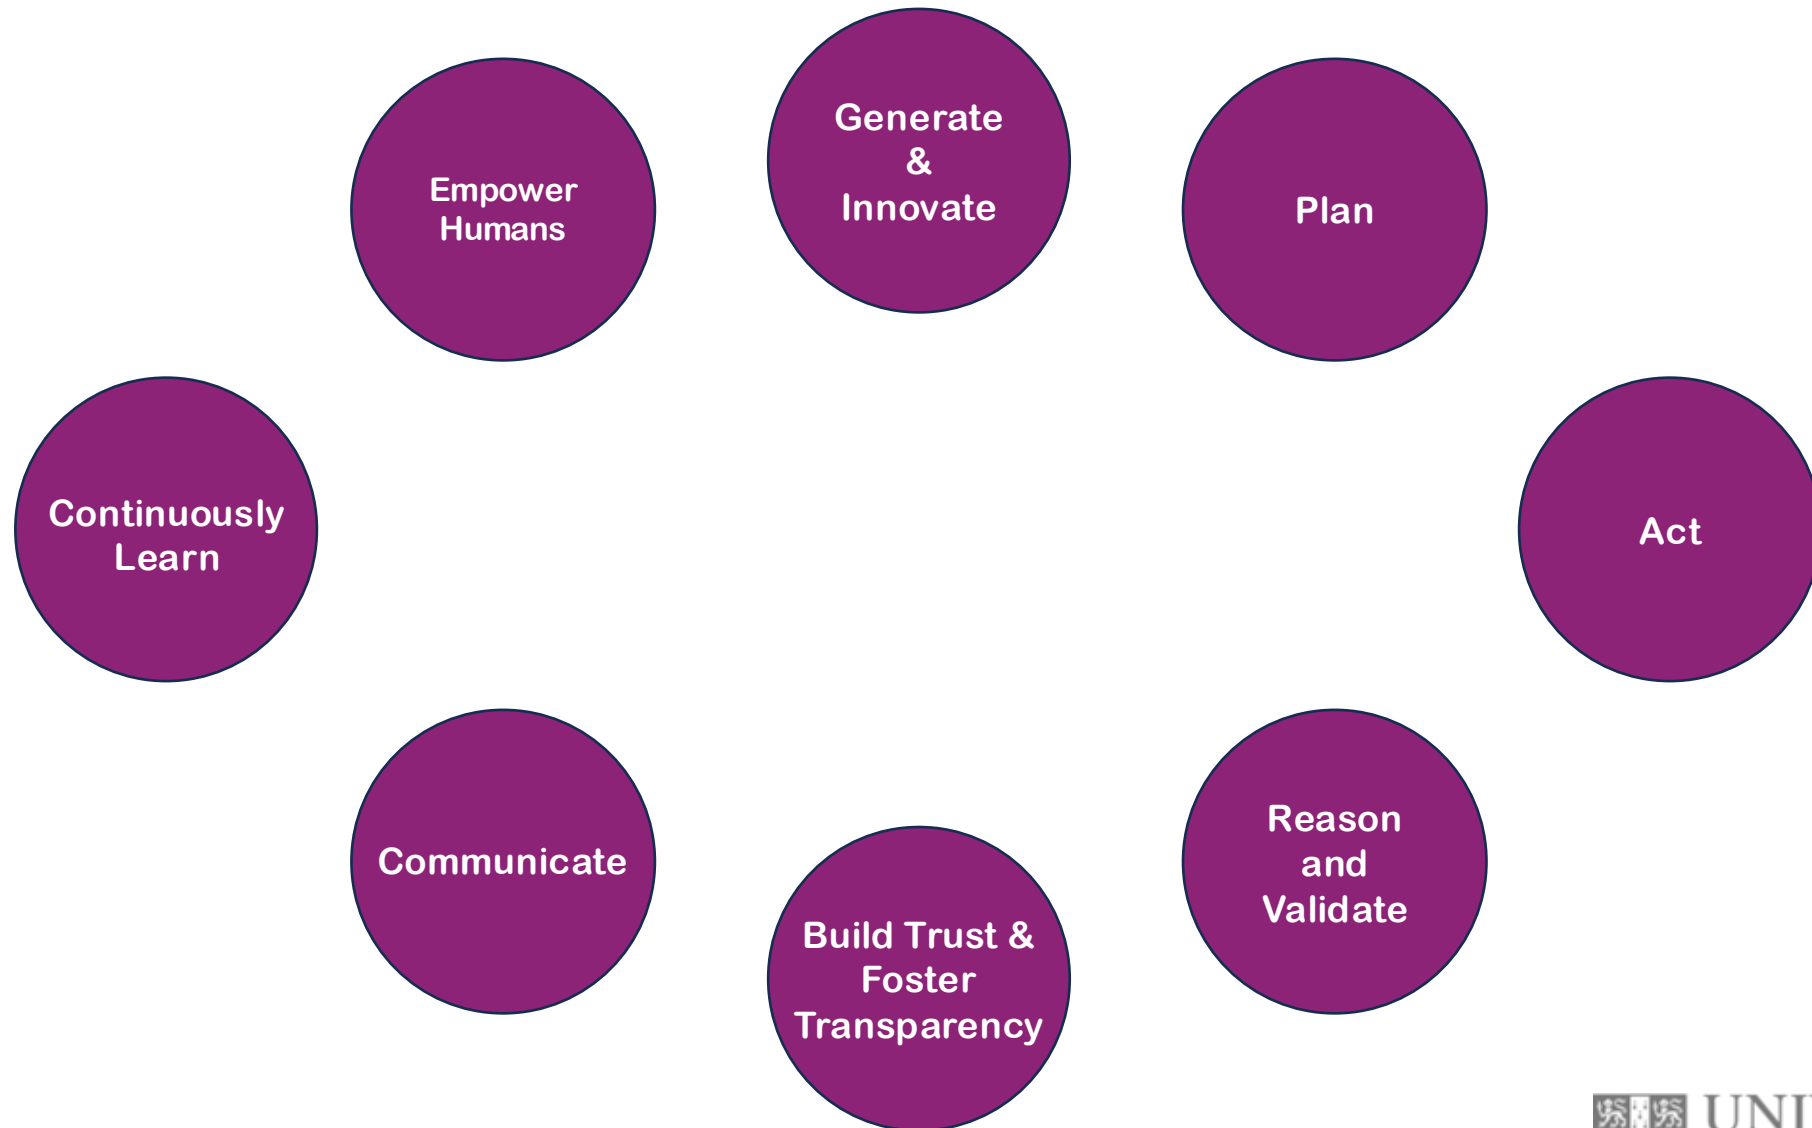 Generate
&
Innovate
Empower
Humans
Plan
Continuously
Learn
Act
Communicate
Reason
and
Validate
Build Trust &
Foster
Transparency